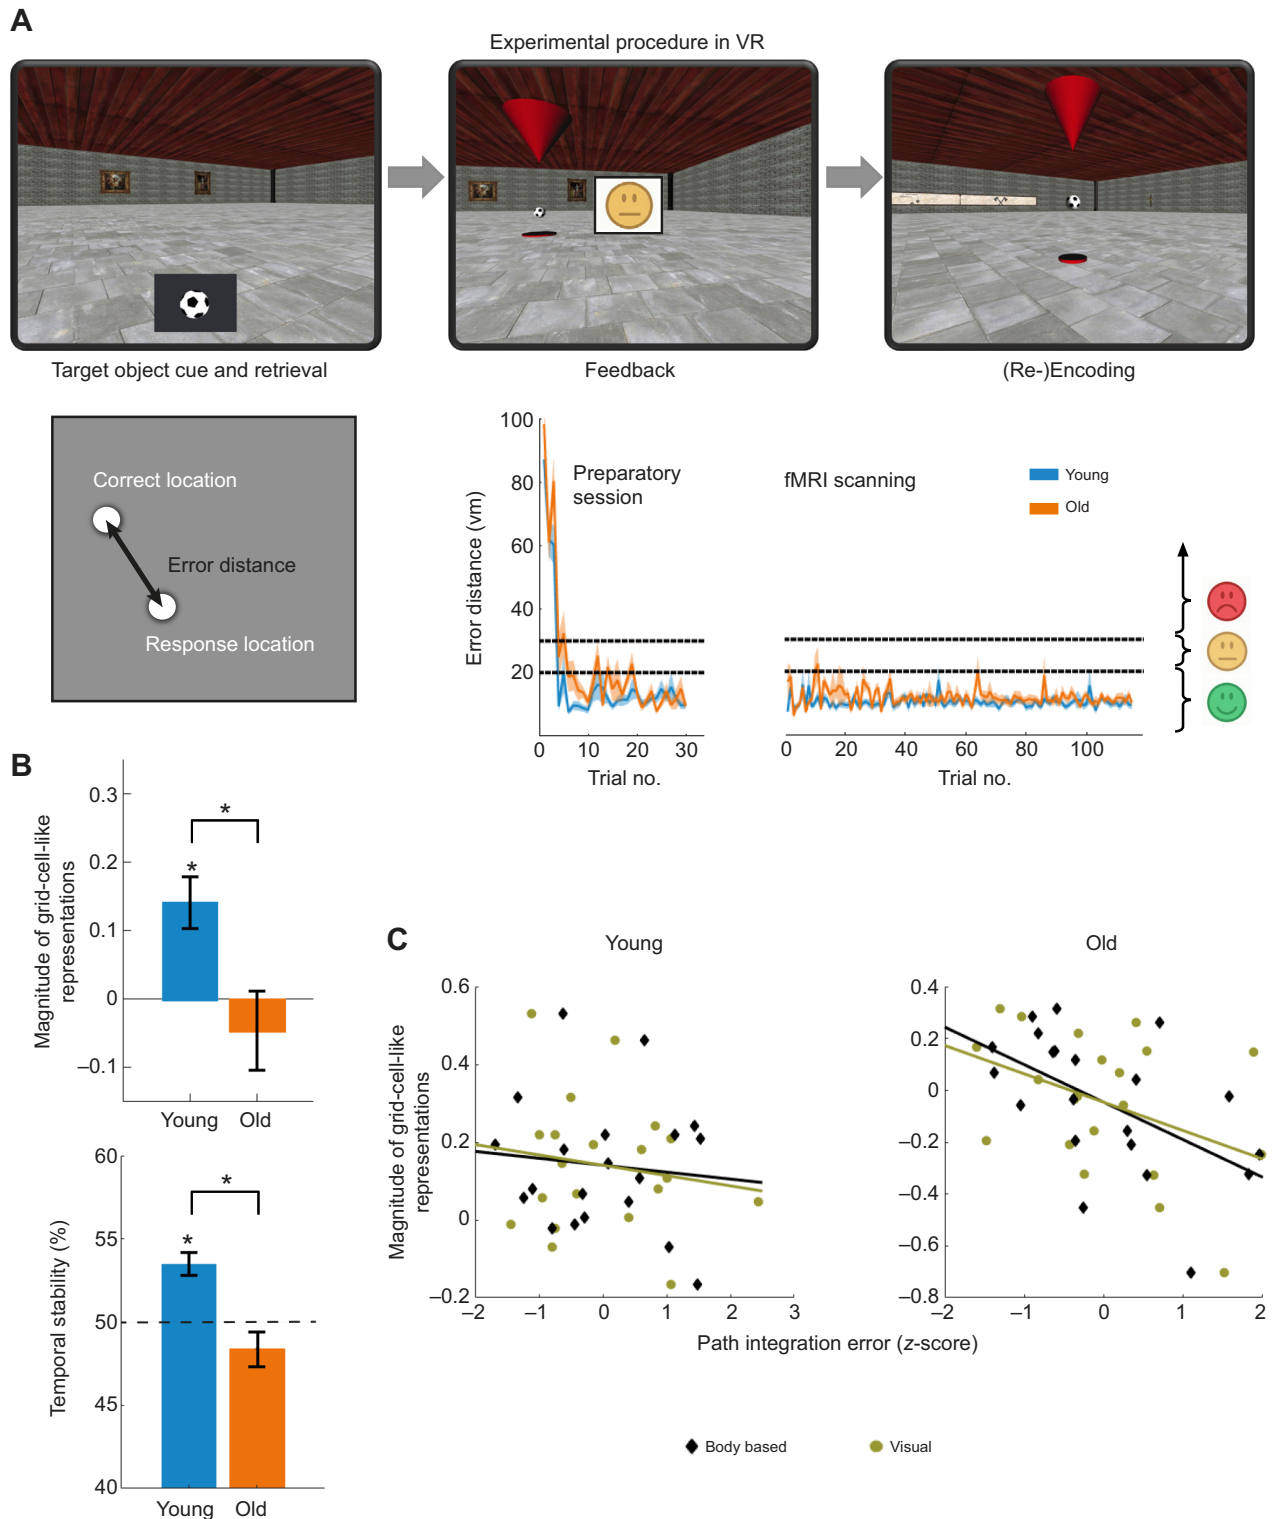 A
Experimental procedure in VR
Target object cue and retrieval
Feedback
(Re-)Encoding
Correct location
Error distance
Response location
Error distance (vm)
100
80
60
40
20
Preparatory
session
0
10
20
30
Trial no.
fMRI scanning
Young
Old
0
20
40
60
80
100
Trial no.
B
Magnitude of grid-cell-like
representations
0.3
0.2
0.1
0
–0.1
*
*
Young
Old
Temporal stability (%)
60
55
50
45
40
*
*
Young
Old
C
Young
Magnitude of grid-cell-like
representations
0.6
0.4
0.2
0
–0.2
–2
–1
0
1
2
3
Old
0.4
0.2
0
–0.2
–0.4
–0.6
–0.8
–2
–1
0
1
2
Path integration error (z-score)
Body based
Visual